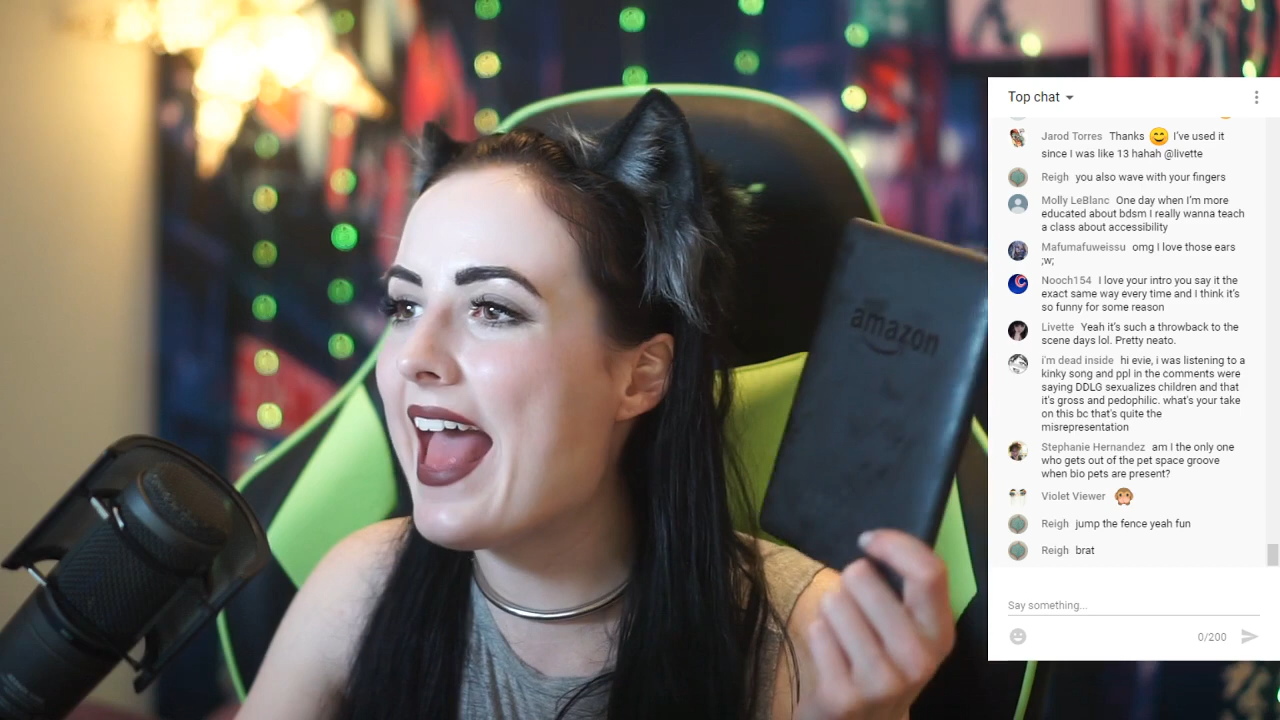 amazon
Top chat
Jarod Torres Thanks 😊 I've used it
since I was like 13 hahah @livette
Reigh you also wave with your fingers
Molly LeBlanc One day when I'm more
educated about bdsm I really wanna teach
a class about accessibility
Mafumafuweissu omg I love those ears
;w;
Nooch154 I love your intro you say it the
exact same way every time and I think it's
so funny for some reason
Livette Yeah it's such a throwback to the
scene days lol. Pretty neato.
i'm dead inside hi evie, i was listening to a
kinky song and ppl in the comments were
saying DDLG sexualizes children and that
it's gross and pedophilic. what's your take
on this bc that's quite the
misrepresentation
Stephanie Hernandez am I the only one
who gets out of the pet space groove
when bio pets are present?
Violet Viewer 🙊
Reigh jump the fence yeah fun
Reigh brat
Say something...
0/200